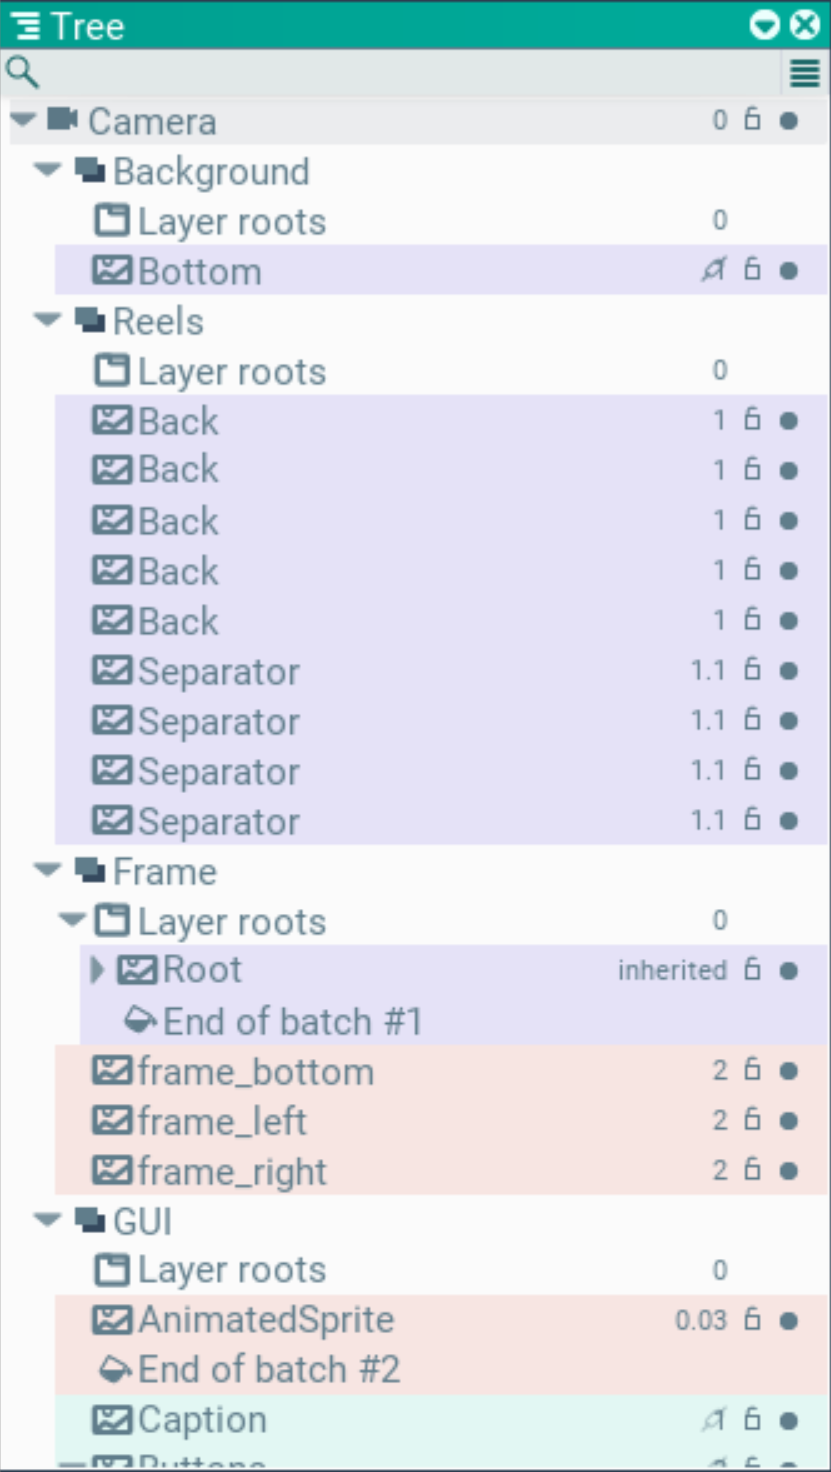 Tree
Camera 0
Background
Layer roots 0
Bottom
Reels
Layer roots 0
Back 1
Back 1
Back 1
Back 1
Back 1
Separator 1.1
Separator 1.1
Separator 1.1
Separator 1.1
Frame
Layer roots 0
Root inherited
End of batch #1
frame_bottom 2
frame_left 2
frame_right 2
GUI
Layer roots 0
AnimatedSprite 0.03
End of batch #2
Caption